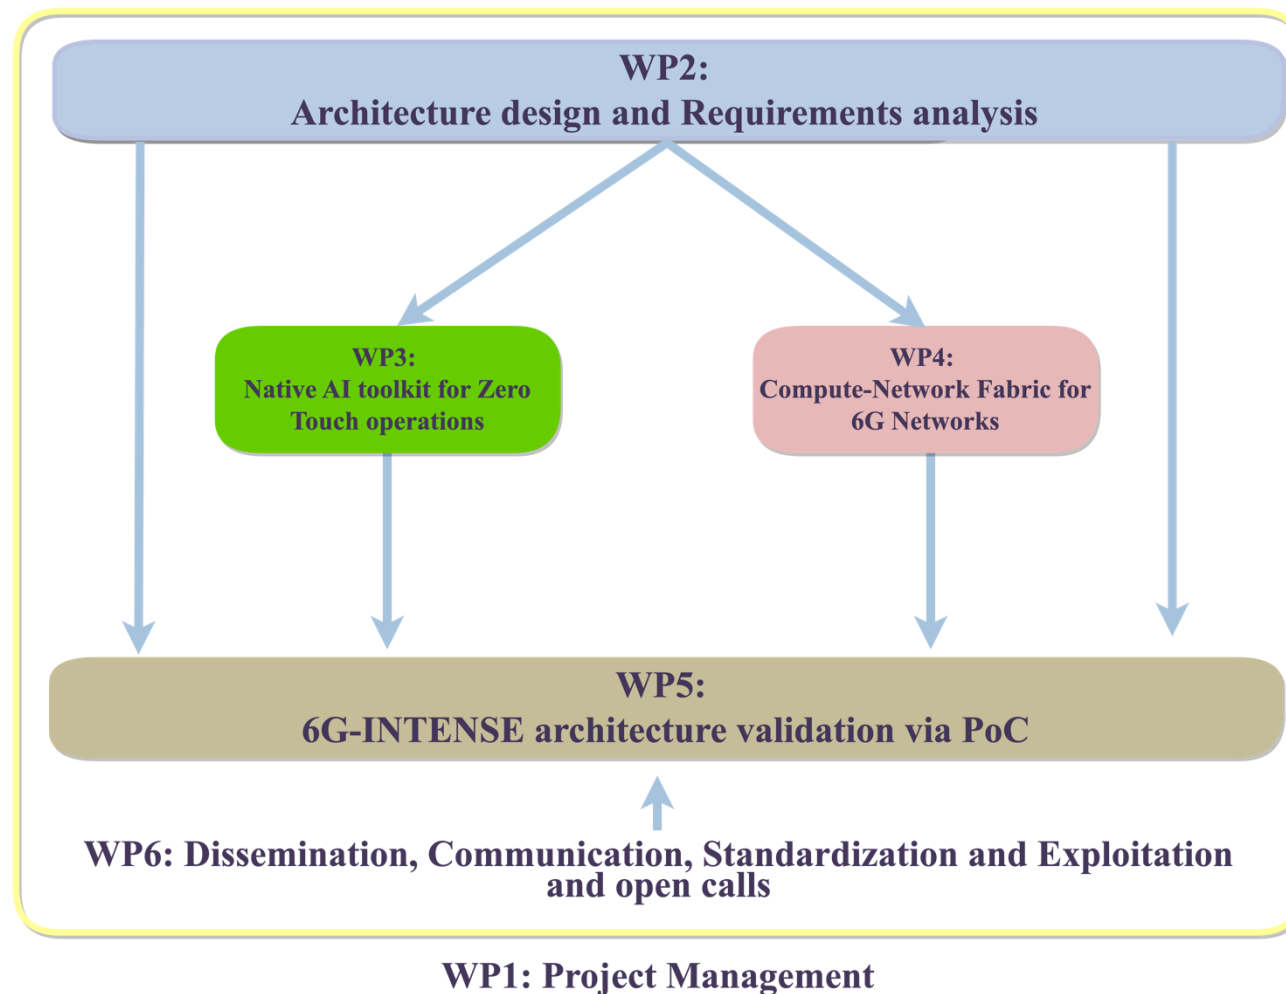 WP2:
Architecture design and Requirements analysis
WP3:
Native AI toolkit for Zero
Touch operations
WP4:
Compute-Network Fabric for
6G Networks
WP5:
6G-INTENSE architecture validation via PoC
WP6: Dissemination, Communication, Standardization and Exploitation
and open calls
WP1: Project Management